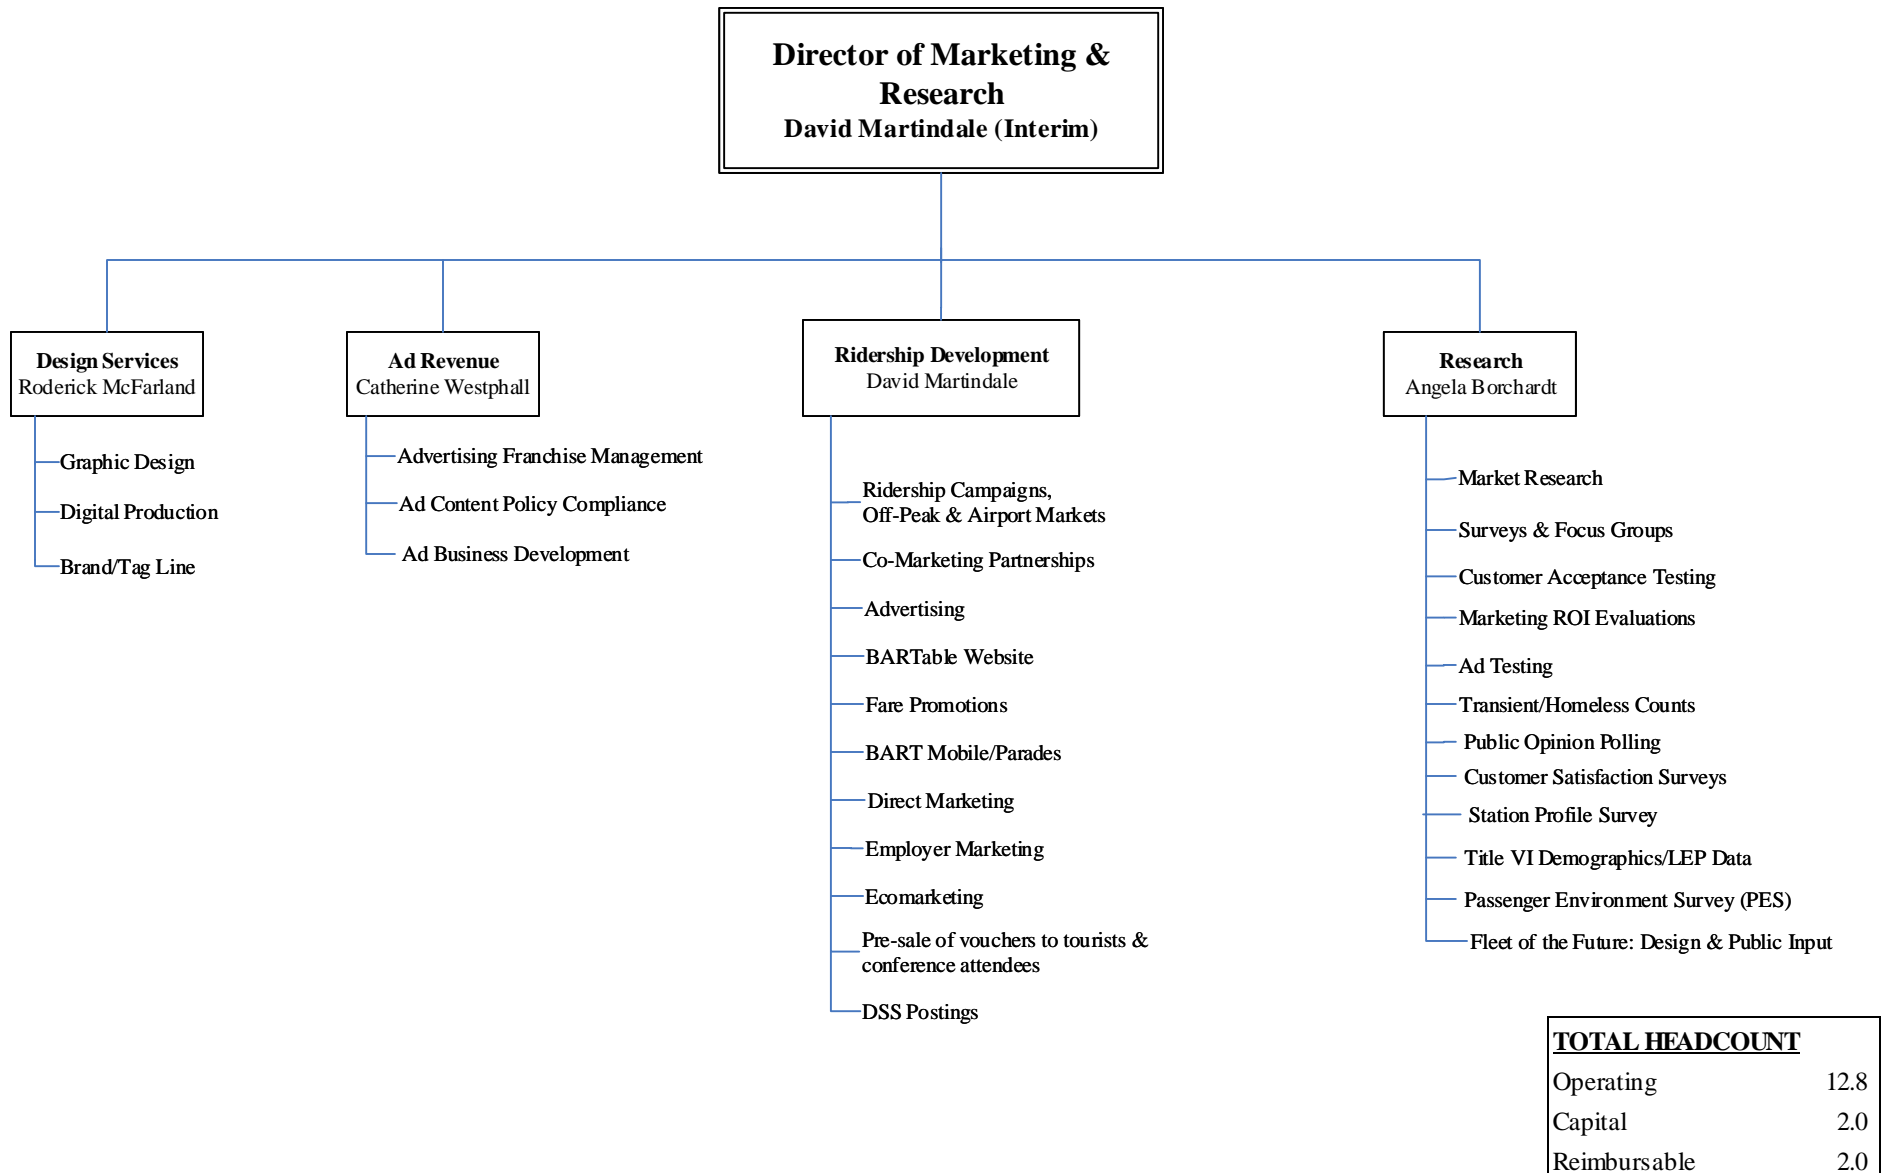 Director of Marketing &
Research
David Martindale (Interim)
Design Services
Roderick McFarland
Graphic Design
Digital Production
Brand/Tag Line
Ad Revenue
Catherine Westphall
Advertising Franchise Management
Ad Content Policy Compliance
Ad Business Development
Ridership Development
David Martindale
Ridership Campaigns,
Off-Peak & Airport Markets
Co-Marketing Partnerships
Advertising
BARTable Website
Fare Promotions
BART Mobile/Parades
Direct Marketing
Employer Marketing
Ecomarketing
Pre-sale of vouchers to tourists &
conference attendees
DSS Postings
Research
Angela Borchardt
Market Research
Surveys & Focus Groups
Customer Acceptance Testing
Marketing ROI Evaluations
Ad Testing
Transient/Homeless Counts
Public Opinion Polling
Customer Satisfaction Surveys
Station Profile Survey
Title VI Demographics/LEP Data
Passenger Environment Survey (PES)
Fleet of the Future: Design & Public Input
TOTAL HEADCOUNT
Operating 12.8
Capital 2.0
Reimbursable 2.0